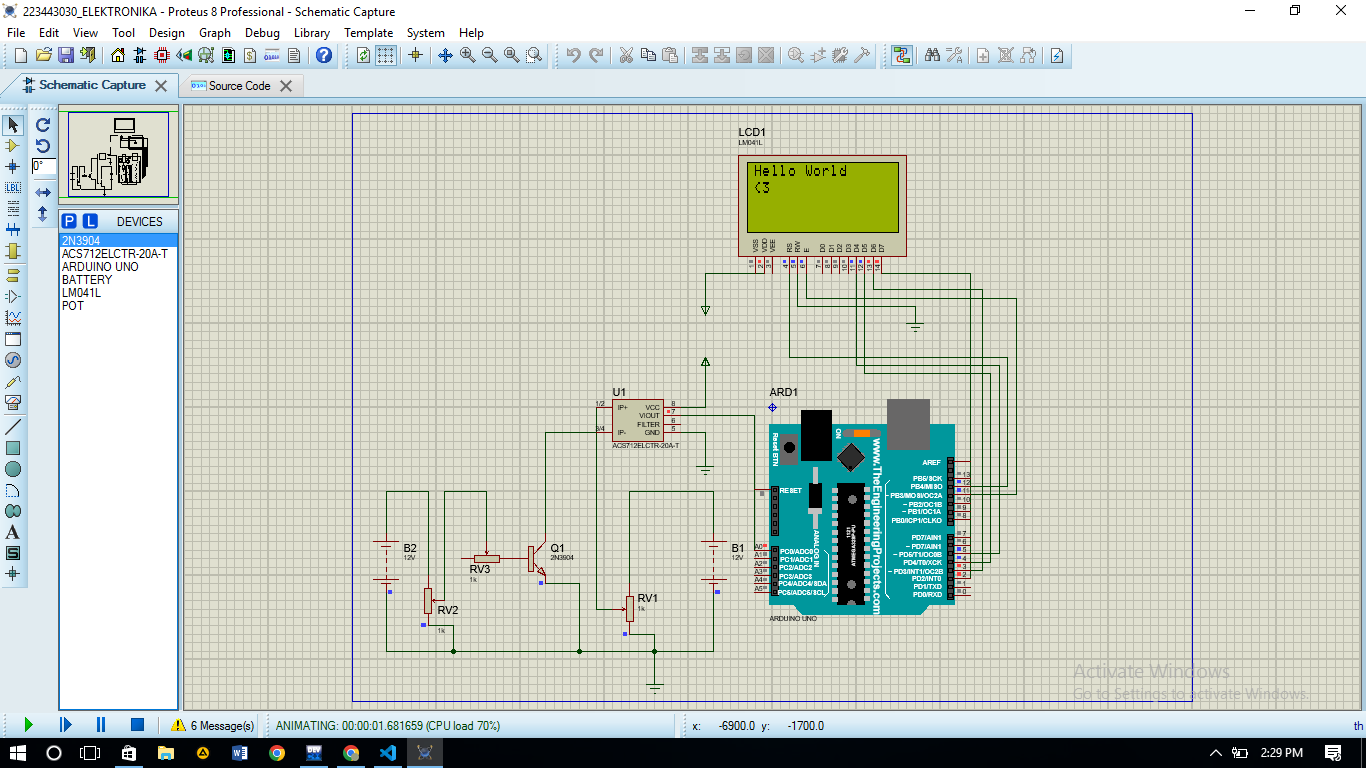 223443030_ELEKTRONIKA - Proteus 8 Professional - Schematic Capture
File Edit View Tool Design Graph Debug Library Template System Help
Schematic Capture
Source Code
0°
LBL
A
S
P L DEVICES
2N3904
ACS712ELCTR-20A-T
ARDUINO UNO
BATTERY
LM041L
POT
LCD1
LM041L
Hello World
<3
VSS VDD VEE RS RW E D0 D1 D2 D3 D4 D5 D6 D7
1 2 3 4 5 6 7 8 9 10 11 12 13 14
U1
1/2 IP+ VCC 8
VIOUT 7
FILTER 6
3/4 IP- GND 5
ACS712ELCTR-20A-T
ARD1
Reset BTN
ON
www.TheEngineeringProjects.com
ANALOG IN
RESET
AREF
PB5/SCK 13
PB4/MISO 12
~PB3/MOSI/OC2A 11
~ PB2/OC1B 10
~ PB1/OC1A 9
PB0/ICP1/CLKO 8
PD7/AIN1 7
~ PD7/AIN1 6
~ PD5/T1/OC0B 5
PD4/T0/XCK 4
~ PD3/INT1/OC2B 3
PD2/INT0 2
PD1/TXD 1
PD0/RXD 0
A0 PC0/ADC0
A1 PC1/ADC1
A2 PC2/ADC2
A3 PC3/ADC3
A4 PC4/ADC4/SDA
A5 PC5/ADC5/SCL
ARDUINO UNO
B2
12V
RV2
1k
RV3
1k
Q1
2N3904
RV1
1k
B1
12V
Activate Windows
Go to Settings to activate Windows.
6 Message(s)
ANIMATING: 00:00:01.681659 (CPU load 70%)
x: -6900.0 y: -1700.0
th
2:29 PM